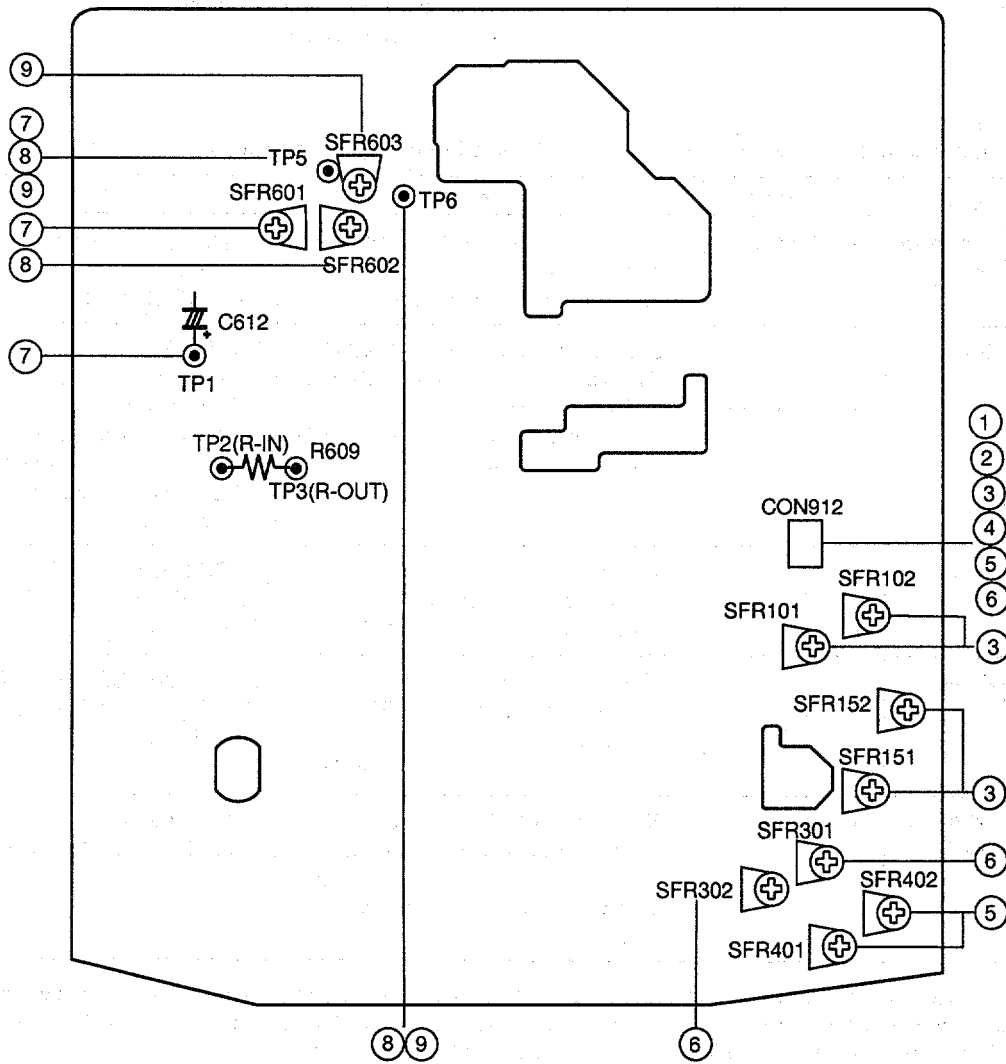 ⑨
⑦
⑧
⑨
⑦
⑧
SFR603
TP5
SFR601
TP6
SFR602
C612
+
⑦
TP1
TP2(R-IN)
R609
TP3(R-OUT)
①
②
③
④
⑤
⑥
CON912
SFR102
SFR101
③
SFR152
SFR151
③
SFR301
⑥
SFR302
SFR402
⑤
SFR401
⑧⑨
⑥